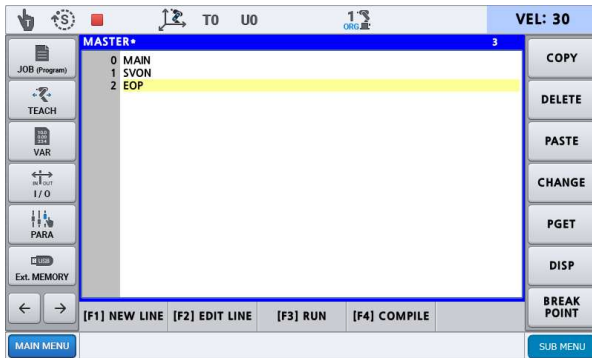 T0 U0 ORG VEL: 30
JOB (Program)
TEACH
VAR
IN OUT
I/O
PARA
USB
Ext. MEMORY
MASTER* 3
0 MAIN
1 SVON
2 EOP
COPY
DELETE
PASTE
CHANGE
PGET
DISP
BREAK
POINT
[F1] NEW LINE [F2] EDIT LINE [F3] RUN [F4] COMPILE
MAIN MENU SUB MENU